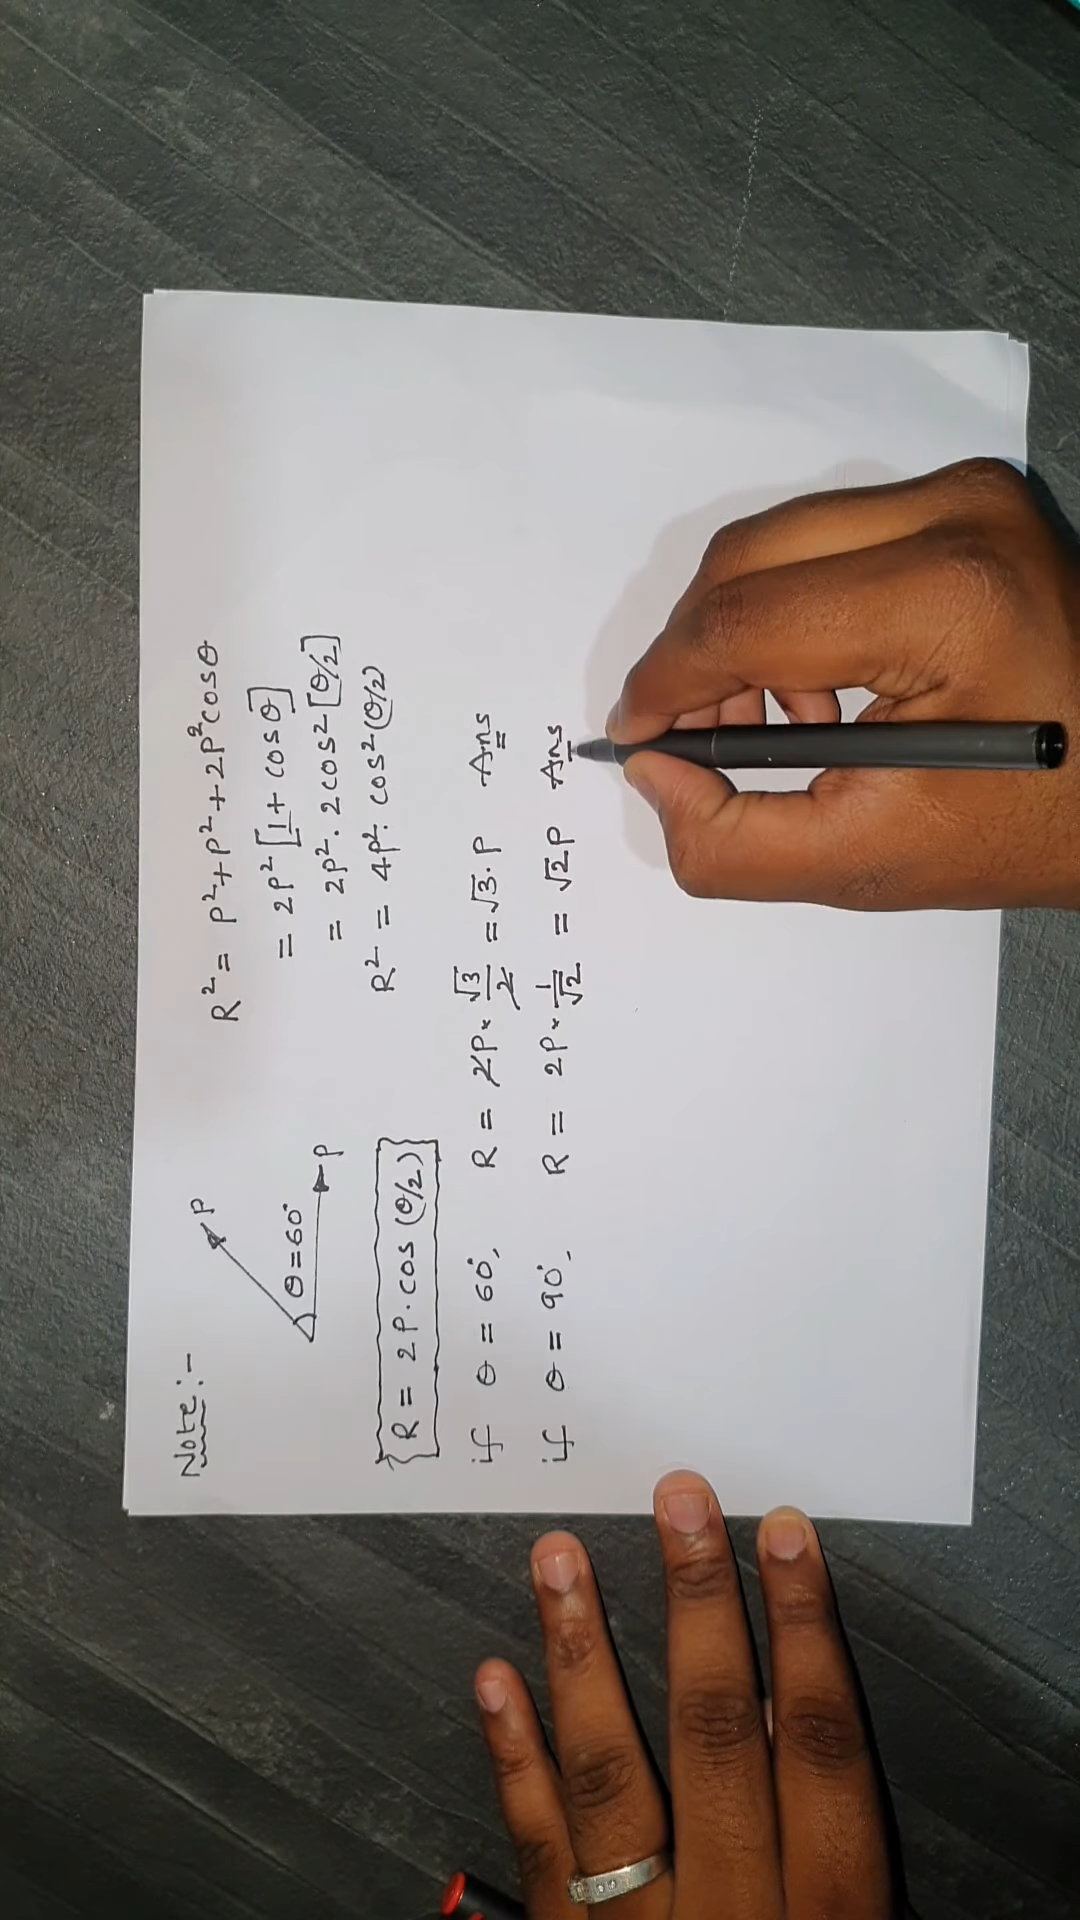 Note:-
P
θ=60°
P
R² = P²+P²+2P²cosθ
= 2P² [1+ cosθ]
= 2P². 2cos² [θ/2]
R² = 4P². cos²(θ/2)
R = 2P.cos (θ/2)
if θ = 60°, R = 2P × √3/2 = √3.P Ans
if θ = 90°, R = 2P × 1/√2 = √2P Ans